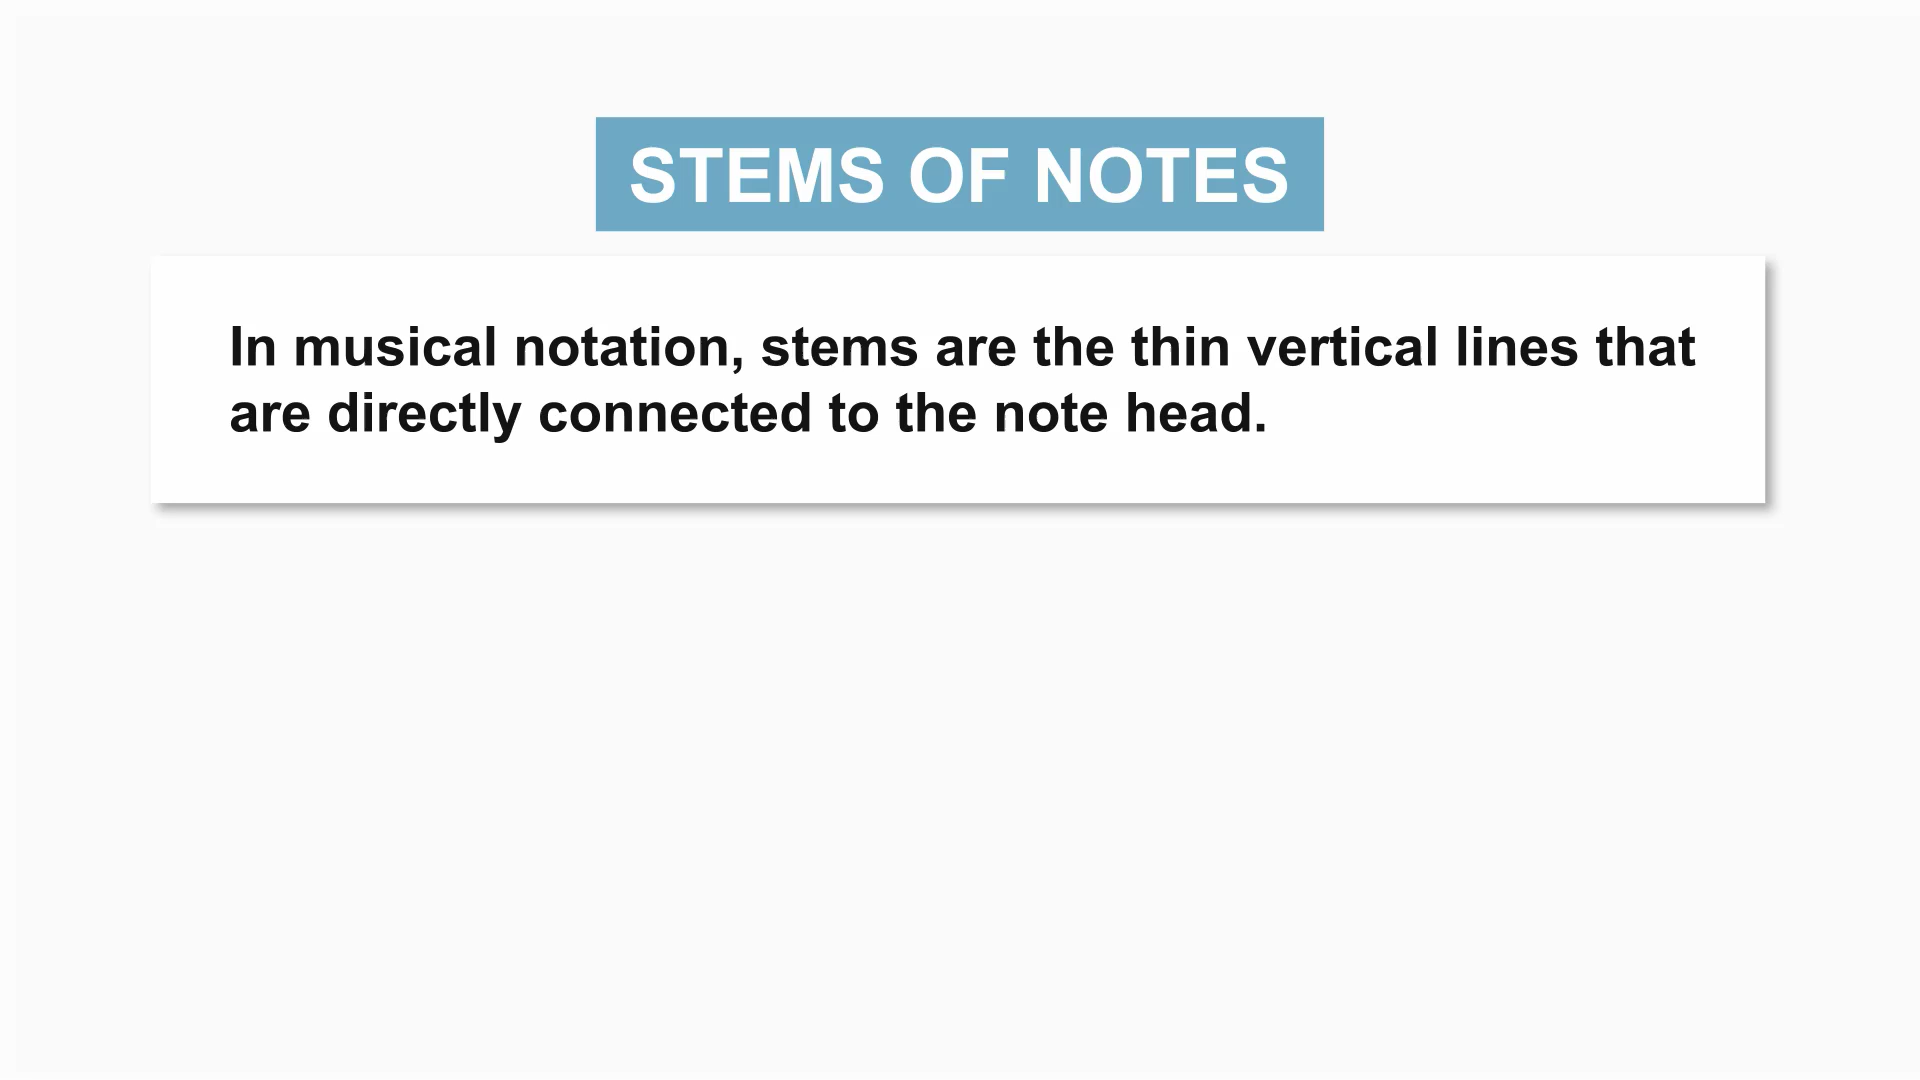 STEMS OF NOTES
In musical notation, stems are the thin vertical lines that
are directly connected to the note head.